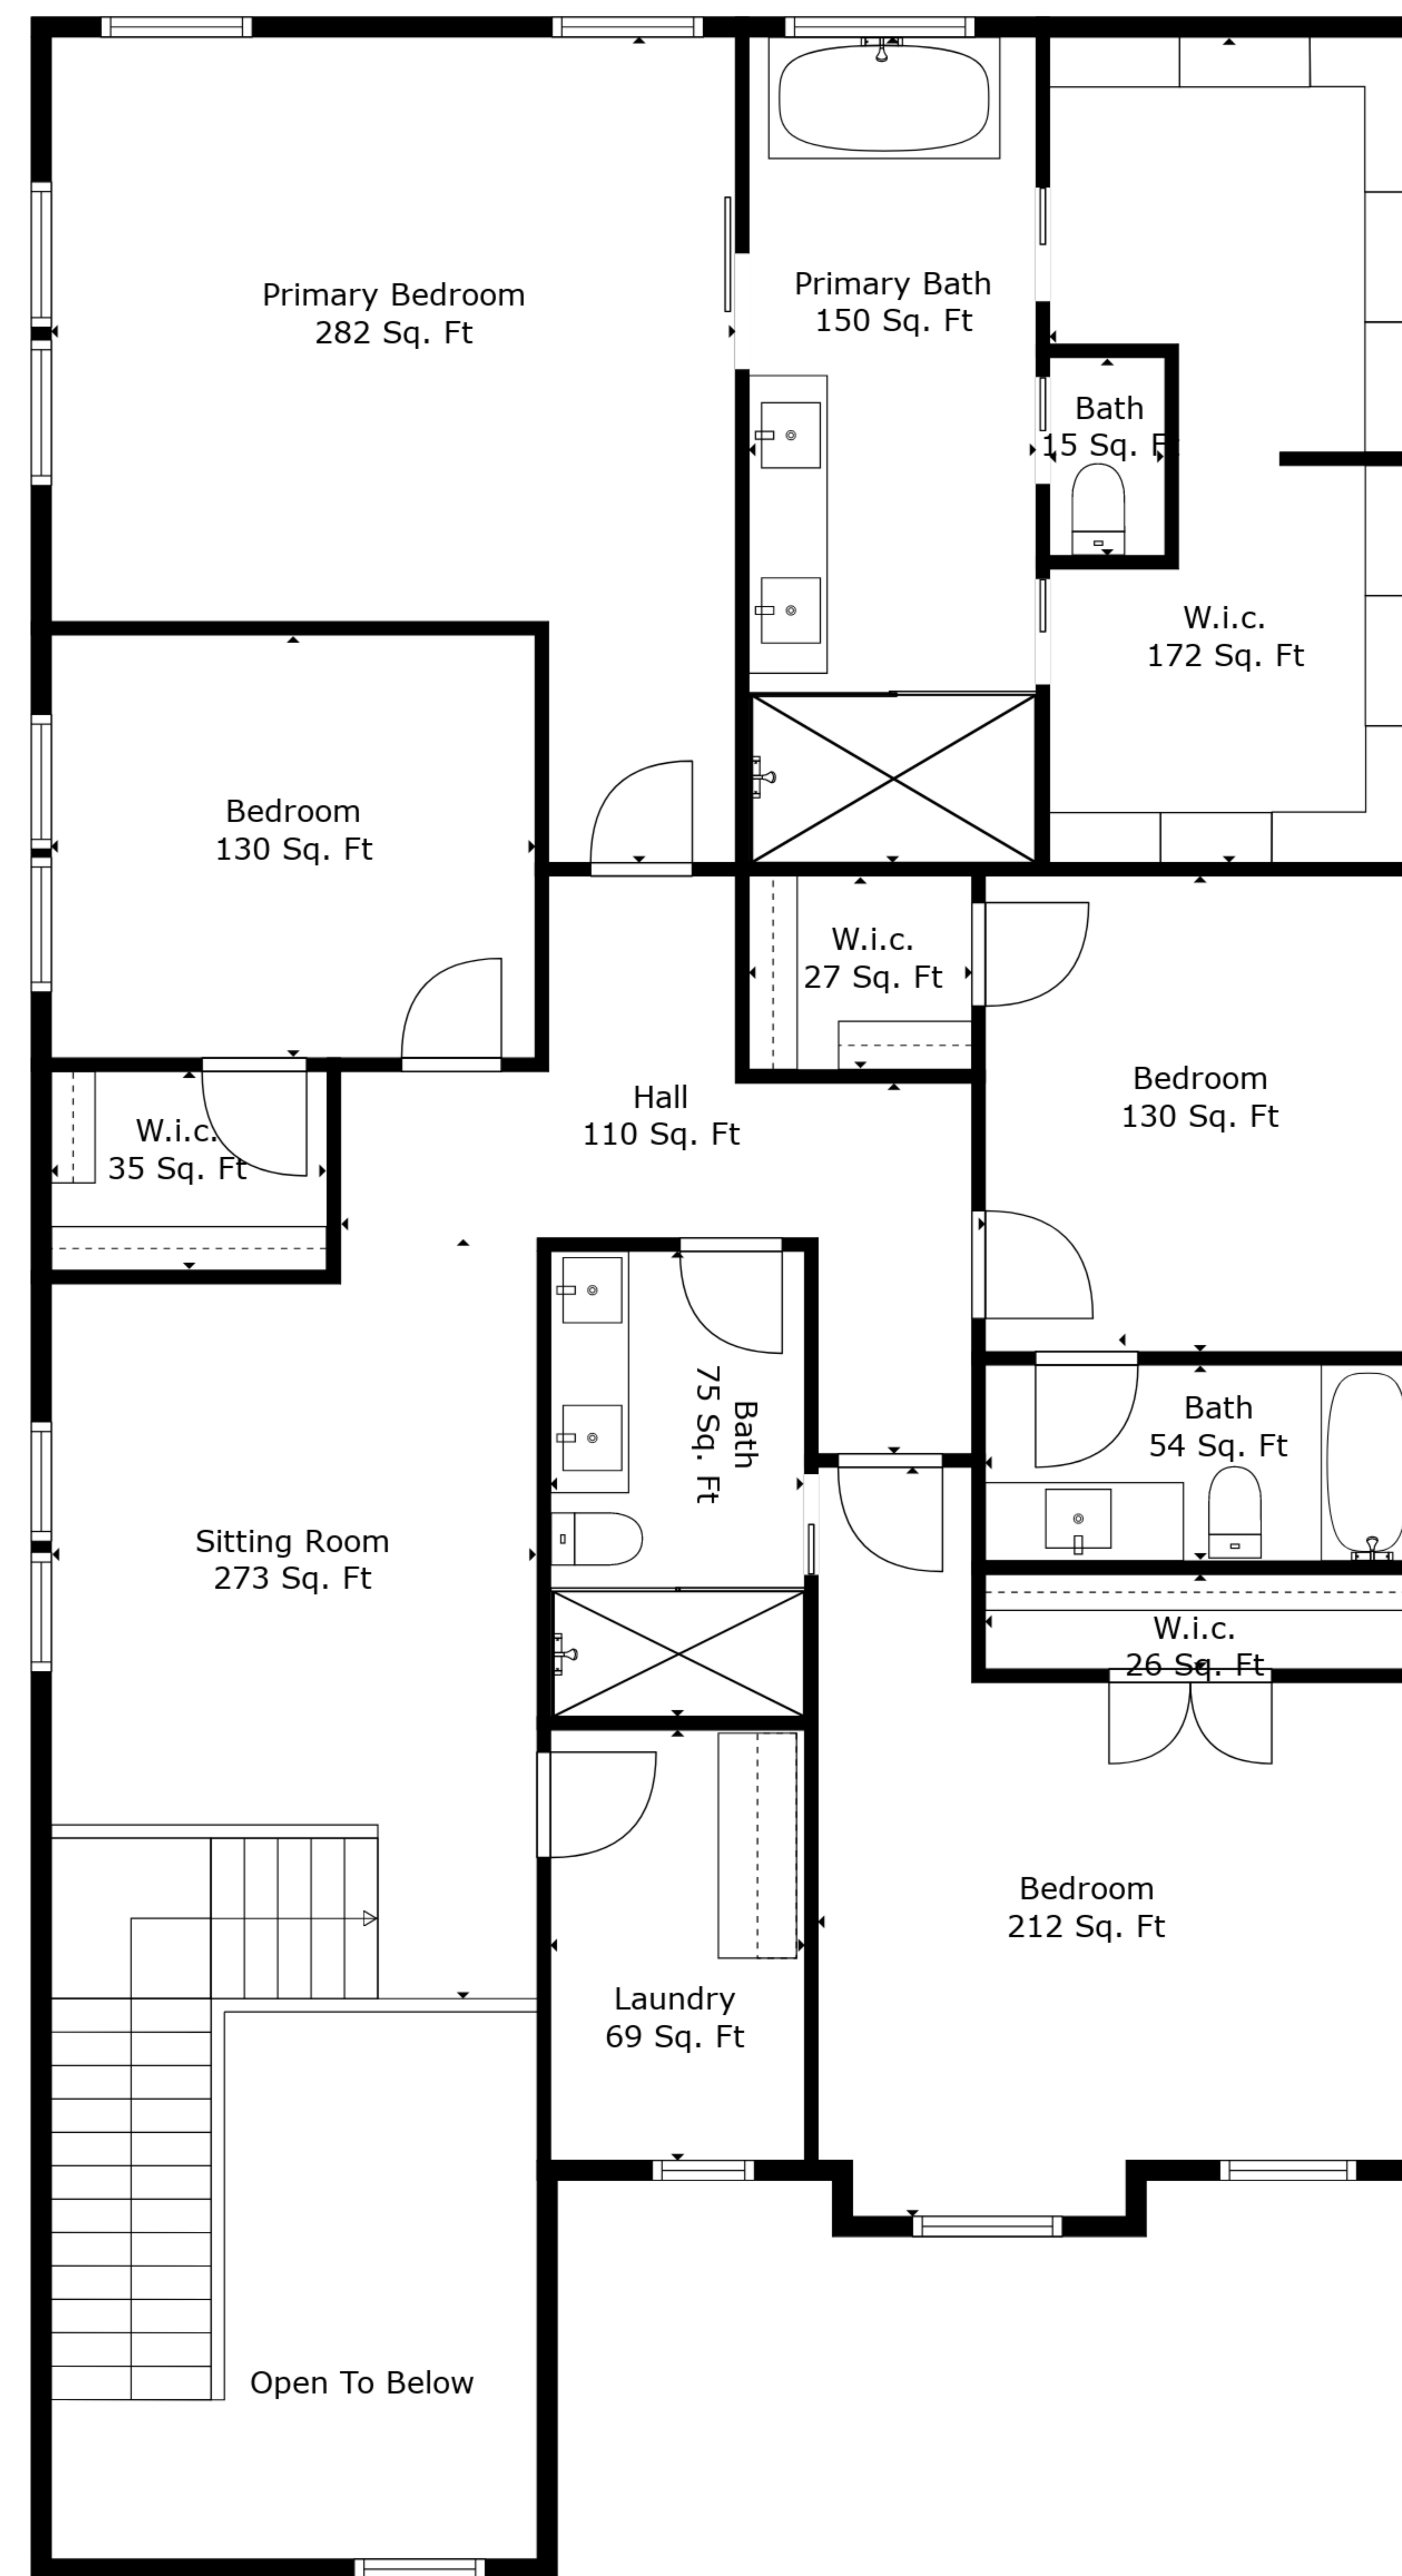 Primary Bedroom
282 Sq. Ft
Primary Bath
150 Sq. Ft
Bath
15 Sq. Ft
W.i.c.
172 Sq. Ft
Bedroom
130 Sq. Ft
W.i.c.
27 Sq. Ft
Bedroom
130 Sq. Ft
Hall
110 Sq. Ft
W.i.c.
35 Sq. Ft
Bath
75 Sq. Ft
Bath
54 Sq. Ft
Sitting Room
273 Sq. Ft
W.i.c.
26 Sq. Ft
Bedroom
212 Sq. Ft
Laundry
69 Sq. Ft
Open To Below